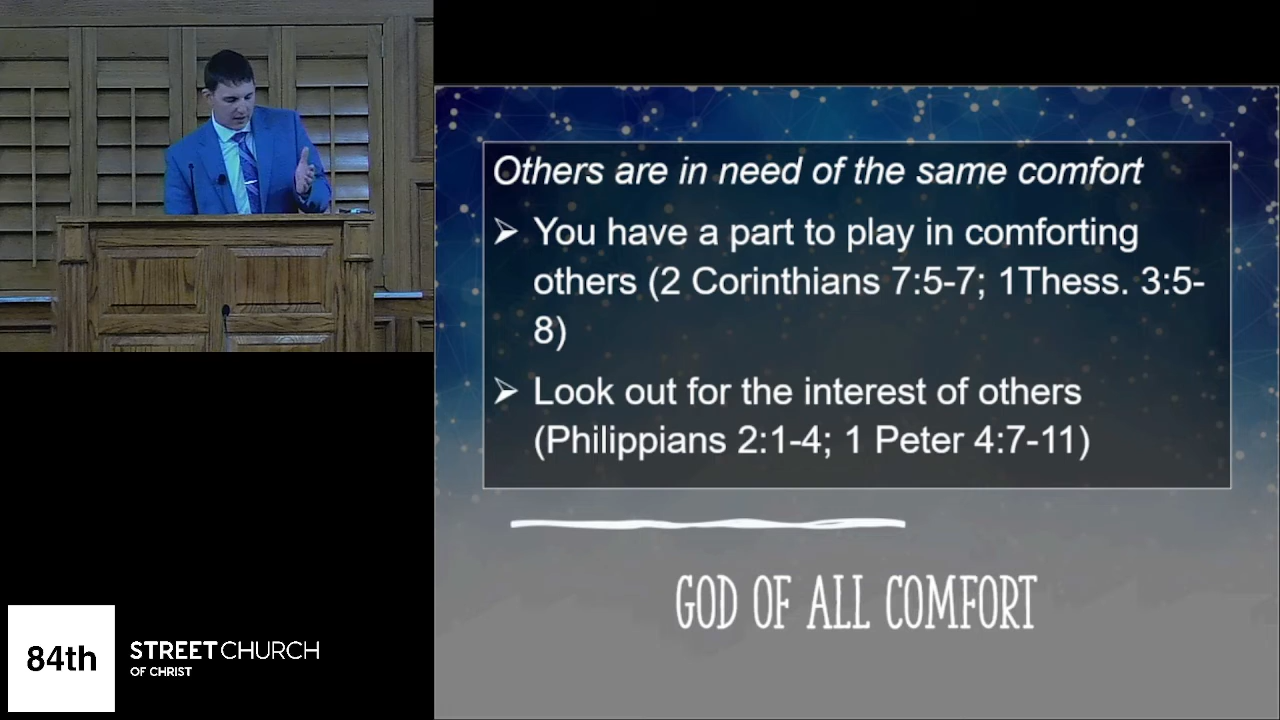 Others are in need of the same comfort
➢ You have a part to play in comforting
others (2 Corinthians 7:5-7; 1Thess. 3:5-
8)
➢ Look out for the interest of others
(Philippians 2:1-4; 1 Peter 4:7-11)
GOD OF ALL COMFORT
84th
STREETCHURCH
OF CHRIST